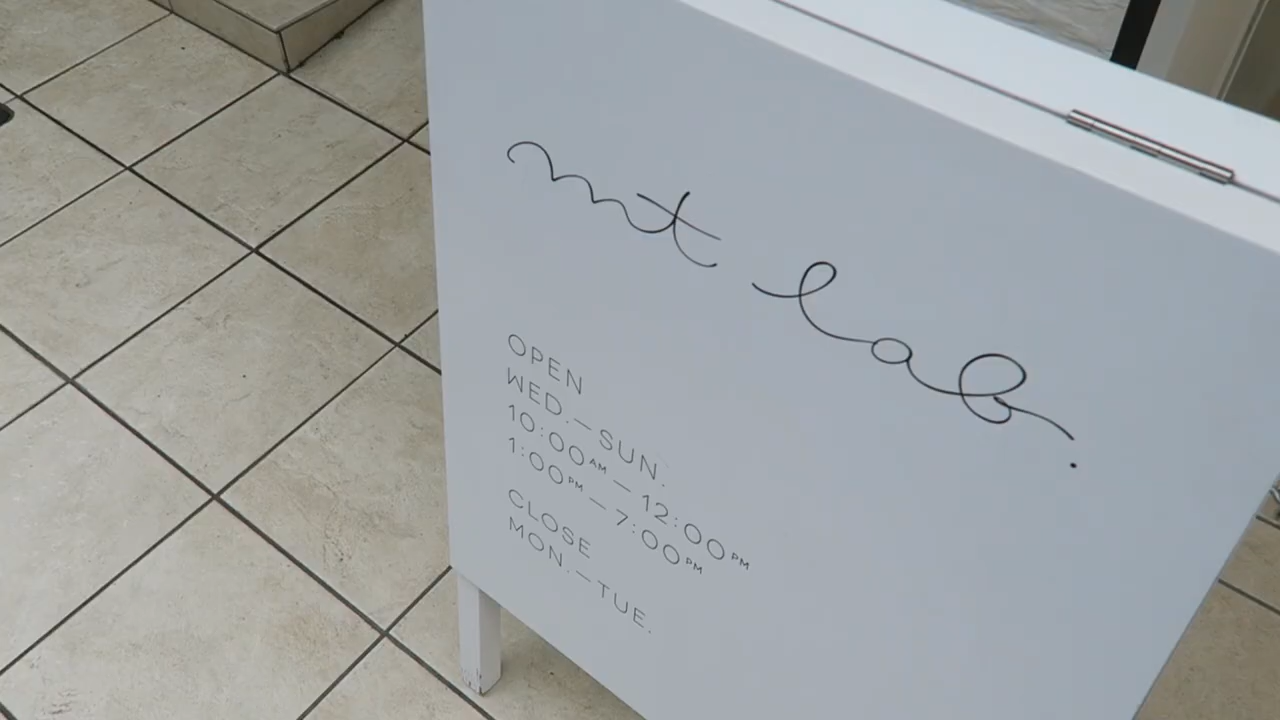 mt lab.
OPEN
WED.—SUN.
10:00AM — 12:00PM
1:00PM — 7:00PM
CLOSE
MON.—TUE.